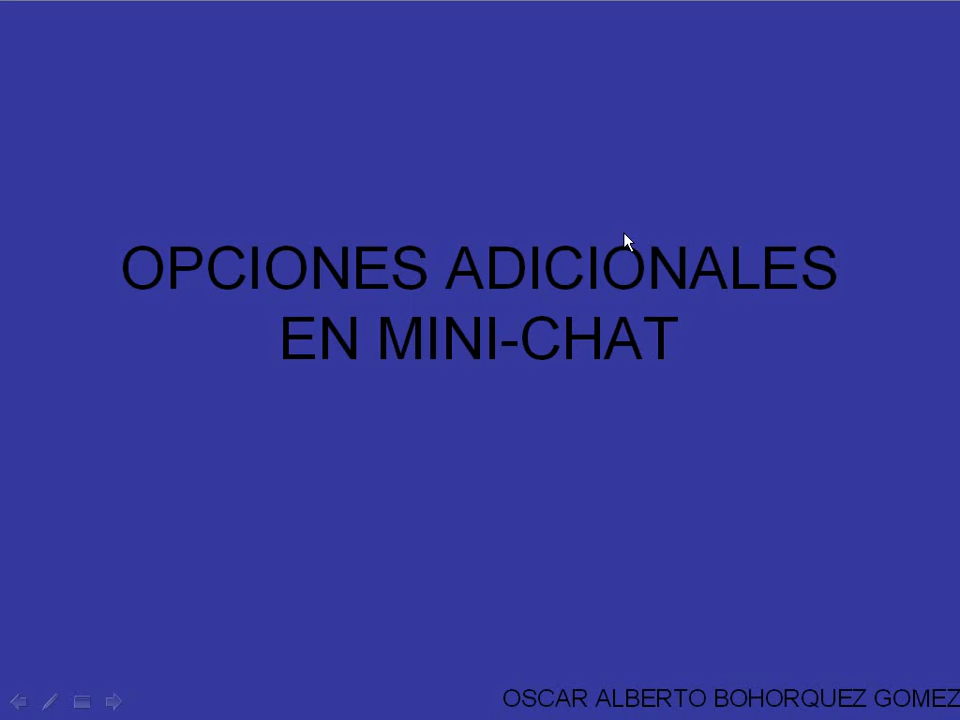 OPCIONES ADICIONALES
EN MINI-CHAT
OSCAR ALBERTO BOHORQUEZ GOMEZ